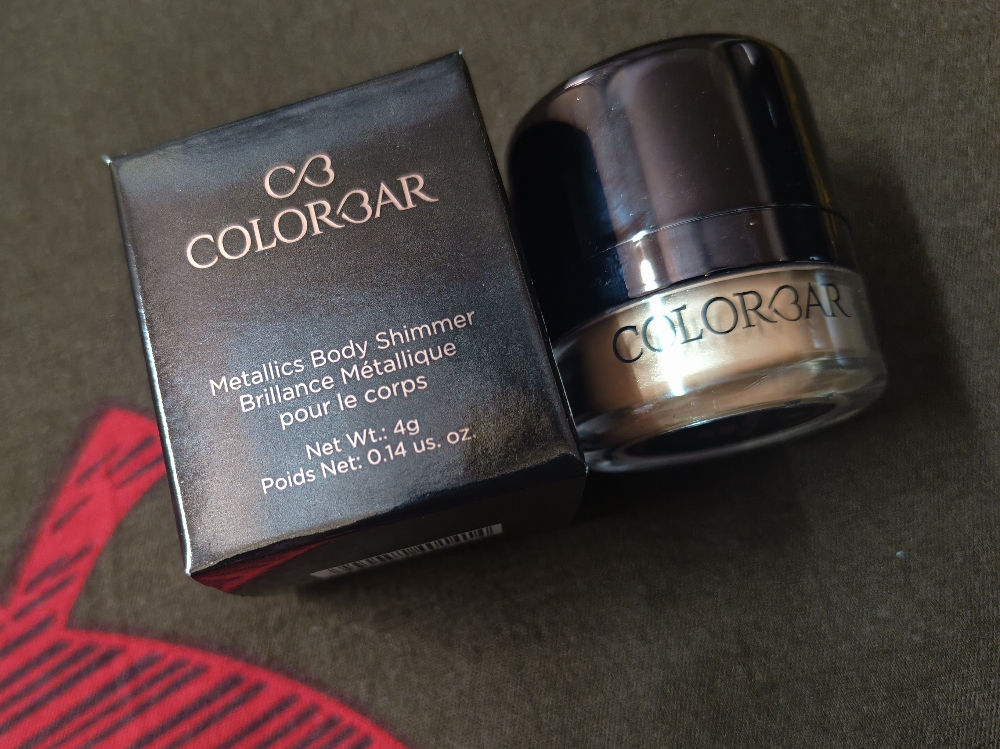 COLORBAR
Metallics Body Shimmer
Brillance Métallique
pour le corps
Net Wt.: 4g
Poids Net: 0.14 us. oz.
COLORBAR